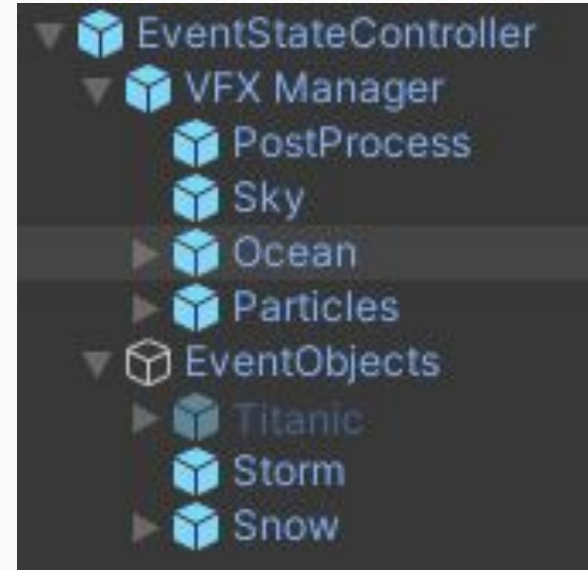 EventStateController
VFX Manager
PostProcess
Sky
Ocean
Particles
EventObjects
Titanic
Storm
Snow